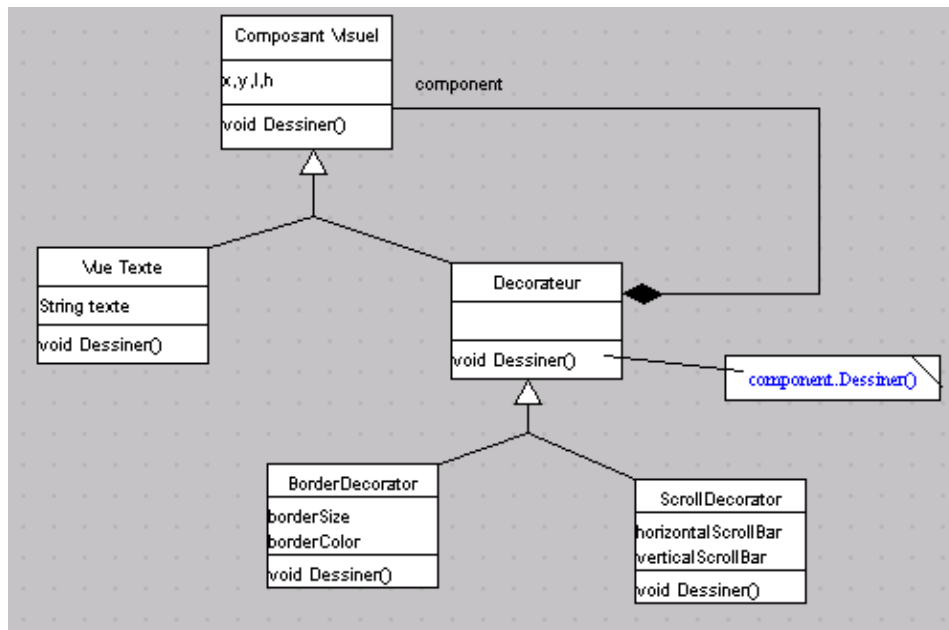 Composant Visuel
x,y,l,h
void Dessiner()
component
Vue Texte
String texte
void Dessiner()
Decorateur
void Dessiner()
component.Dessiner()
BorderDecorator
borderSize
borderColor
void Dessiner()
ScrollDecorator
horizontalScrollBar
verticalScrollBar
void Dessiner()